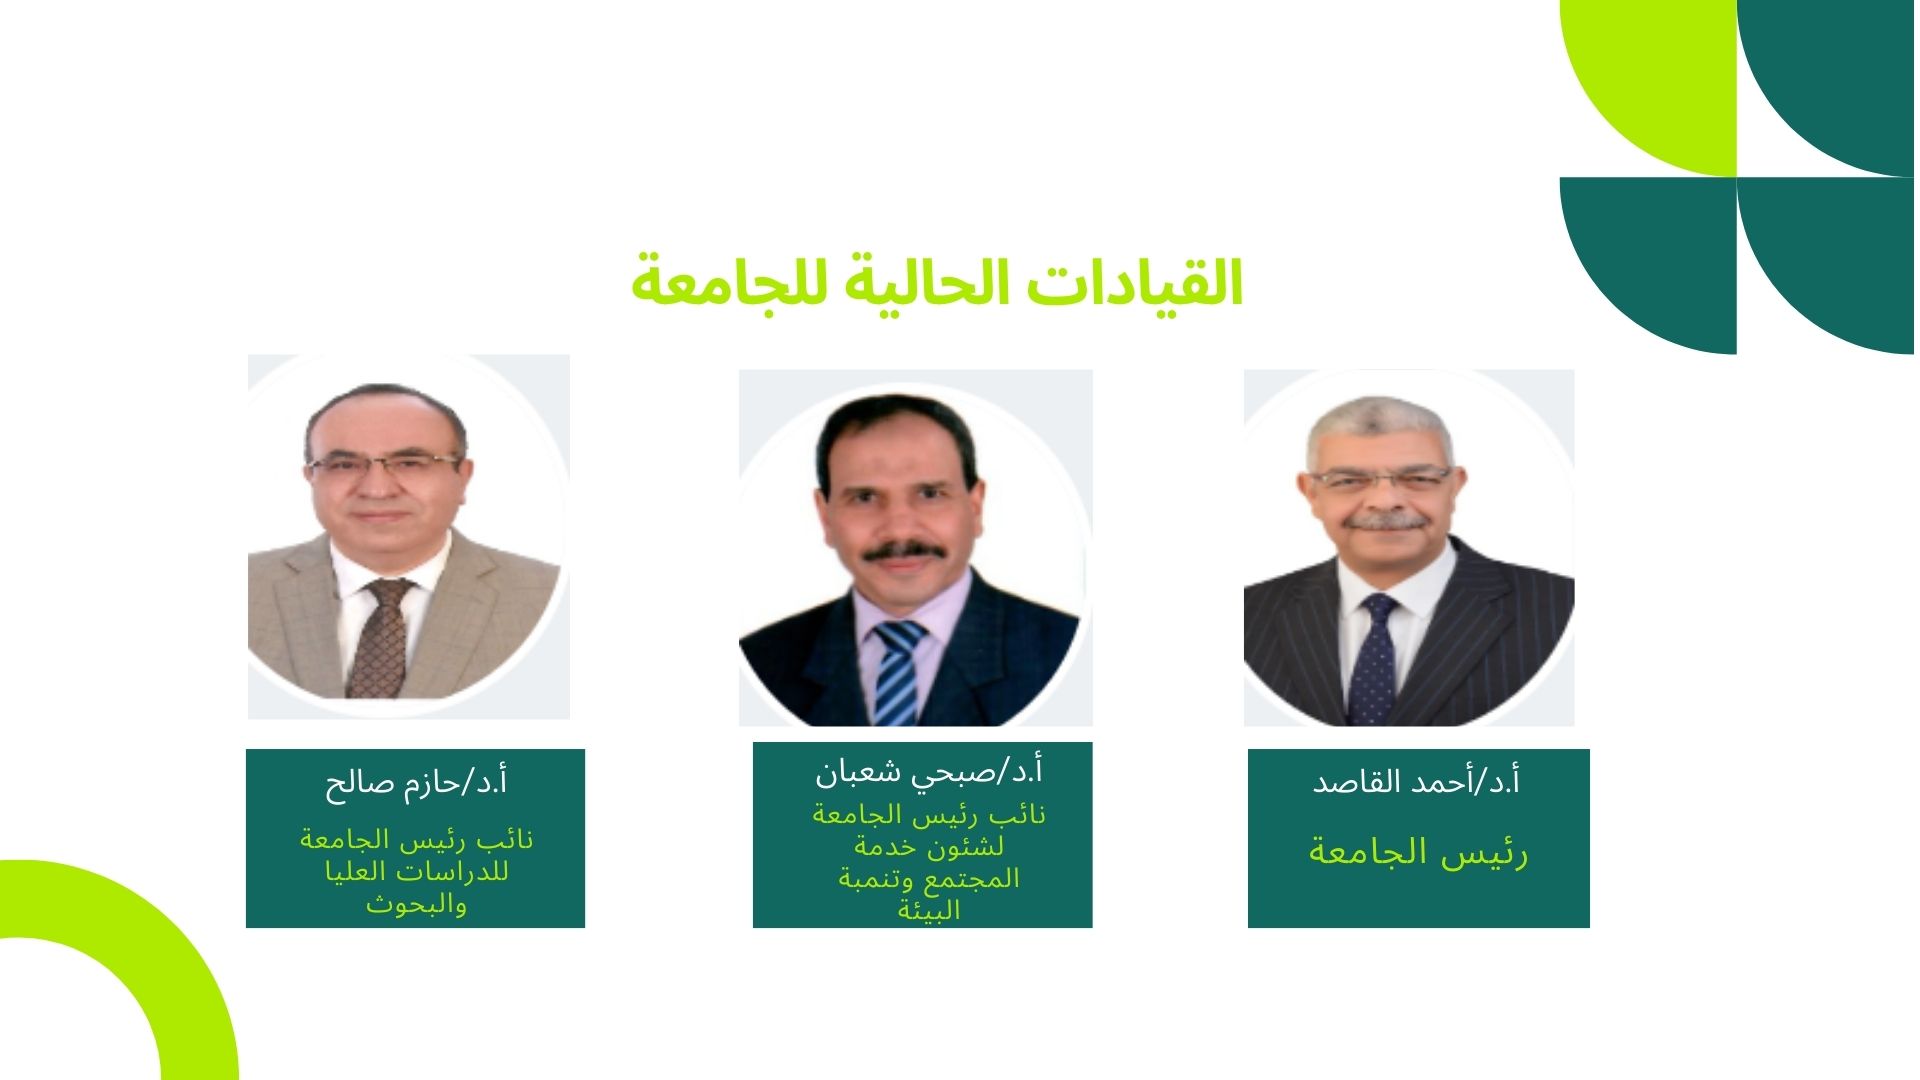 القيادات الحالية للجامعة
أ.د/أحمد القاصد
رئيس الجامعة
أ.د/صبحي شعبان
نائب رئيس الجامعة
لشئون خدمة
المجتمع وتنمبة
البيئة
أ.د/حازم صالح
نائب رئيس الجامعة
للدراسات العليا
والبحوث